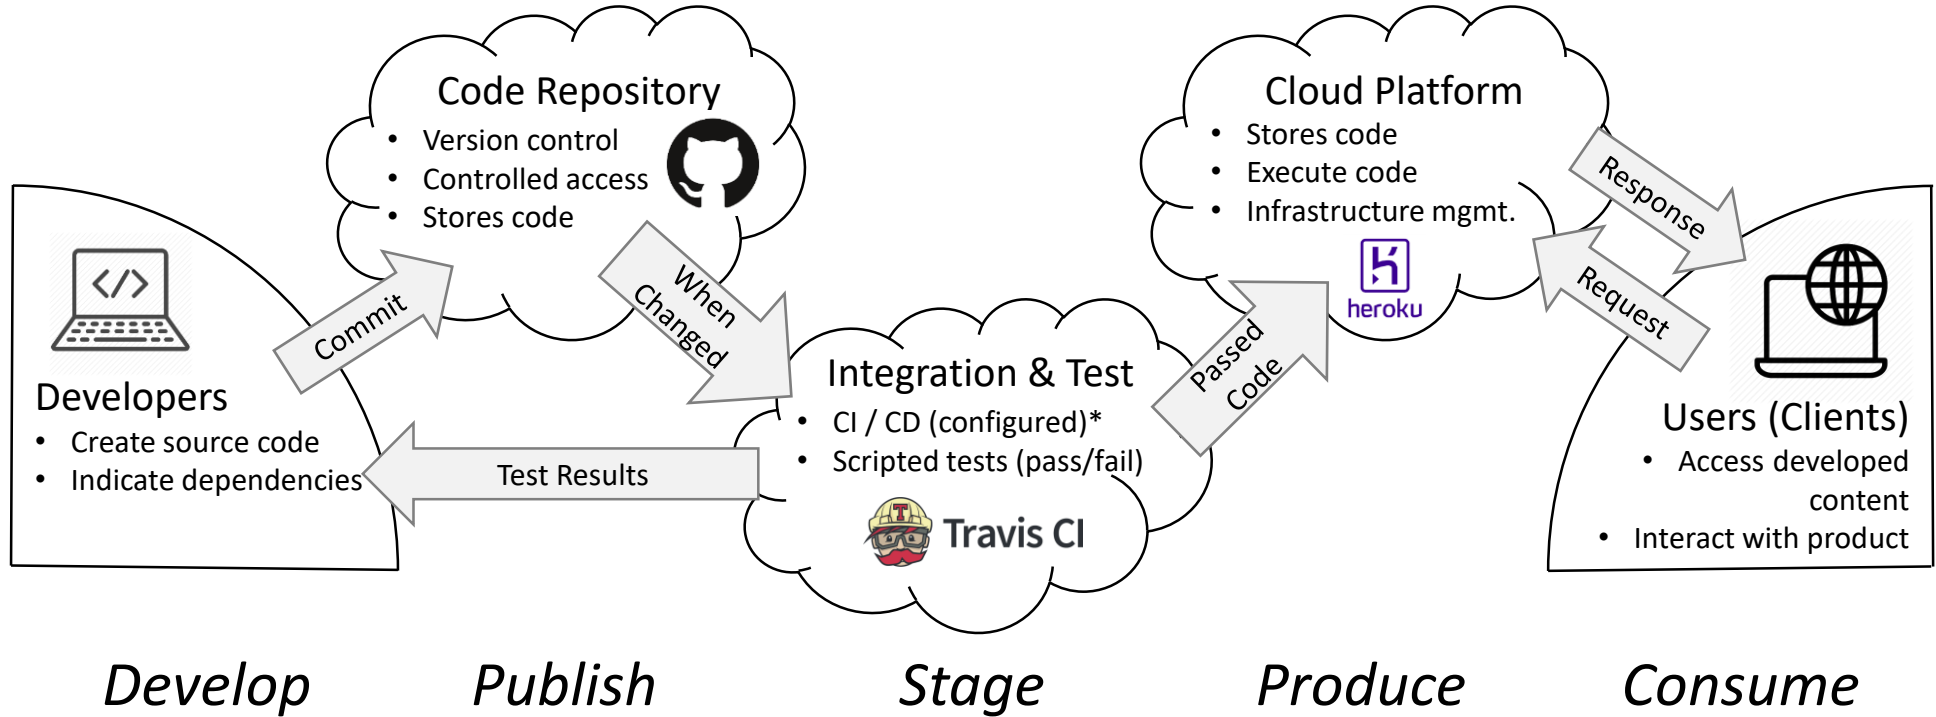 Code Repository
• Version control
• Controlled access
• Stores code
Cloud Platform
• Stores code
• Execute code
• Infrastructure mgmt.
heroku
Response
Request
</>
Commit
When
Changed
Passed
Code
Developers
• Create source code
• Indicate dependencies
Test Results
Integration & Test
• CI / CD (configured)*
• Scripted tests (pass/fail)
T
Travis CI
Users (Clients)
• Access developed
content
• Interact with product
Develop
Publish
Stage
Produce
Consume